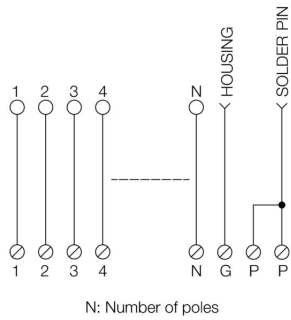 HOUSING
SOLDER PIN
1 2 3 4 N
1 2 3 4 N G P P
N: Number of poles